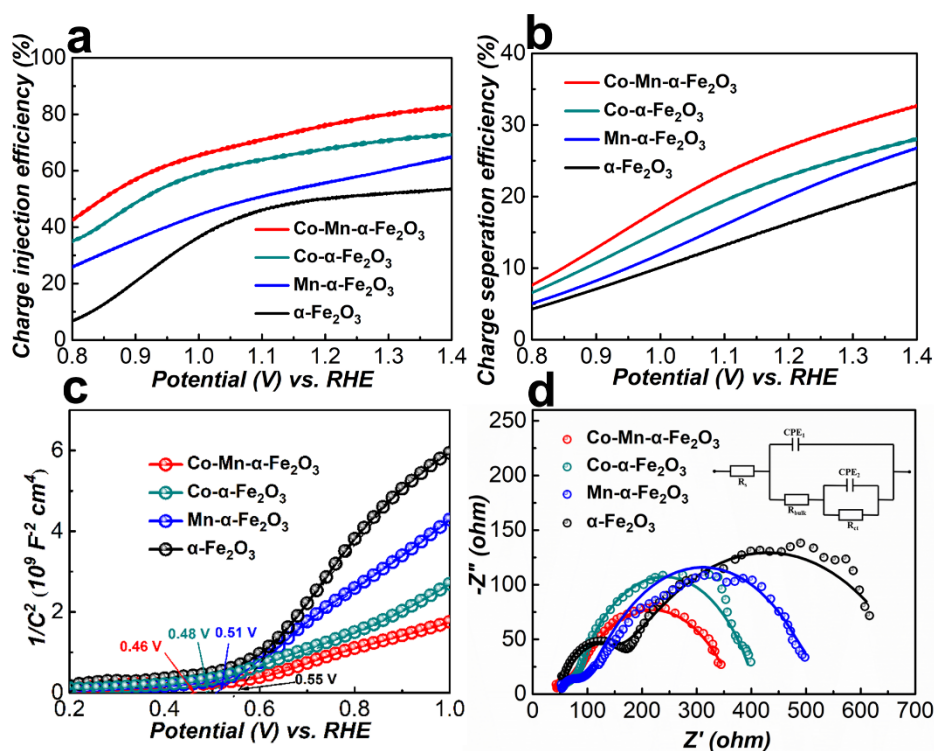 a
Charge injection efficiency (%)
100
80
60
40
20
0
Co-Mn-α-Fe₂O₃
Co-α-Fe₂O₃
Mn-α-Fe₂O₃
α-Fe₂O₃
0.8 0.9 1.0 1.1 1.2 1.3 1.4
Potential (V) vs. RHE
b
Charge seperation efficiency (%)
40
30
20
10
0
Co-Mn-α-Fe₂O₃
Co-α-Fe₂O₃
Mn-α-Fe₂O₃
α-Fe₂O₃
0.8 0.9 1.0 1.1 1.2 1.3 1.4
Potential (V) vs. RHE
c
1/C² (10⁹ F⁻² cm⁴)
6
4
2
0
Co-Mn-α-Fe₂O₃
Co-α-Fe₂O₃
Mn-α-Fe₂O₃
α-Fe₂O₃
0.46 V
0.48 V
0.51 V
0.55 V
0.2 0.4 0.6 0.8 1.0
Potential (V) vs. RHE
d
-Z" (ohm)
250
200
150
100
50
0
Co-Mn-α-Fe₂O₃
Co-α-Fe₂O₃
Mn-α-Fe₂O₃
α-Fe₂O₃
CPE₁
CPE₂
Rₛ
R_bulk
R_ct
0 100 200 300 400 500 600 700
Z' (ohm)